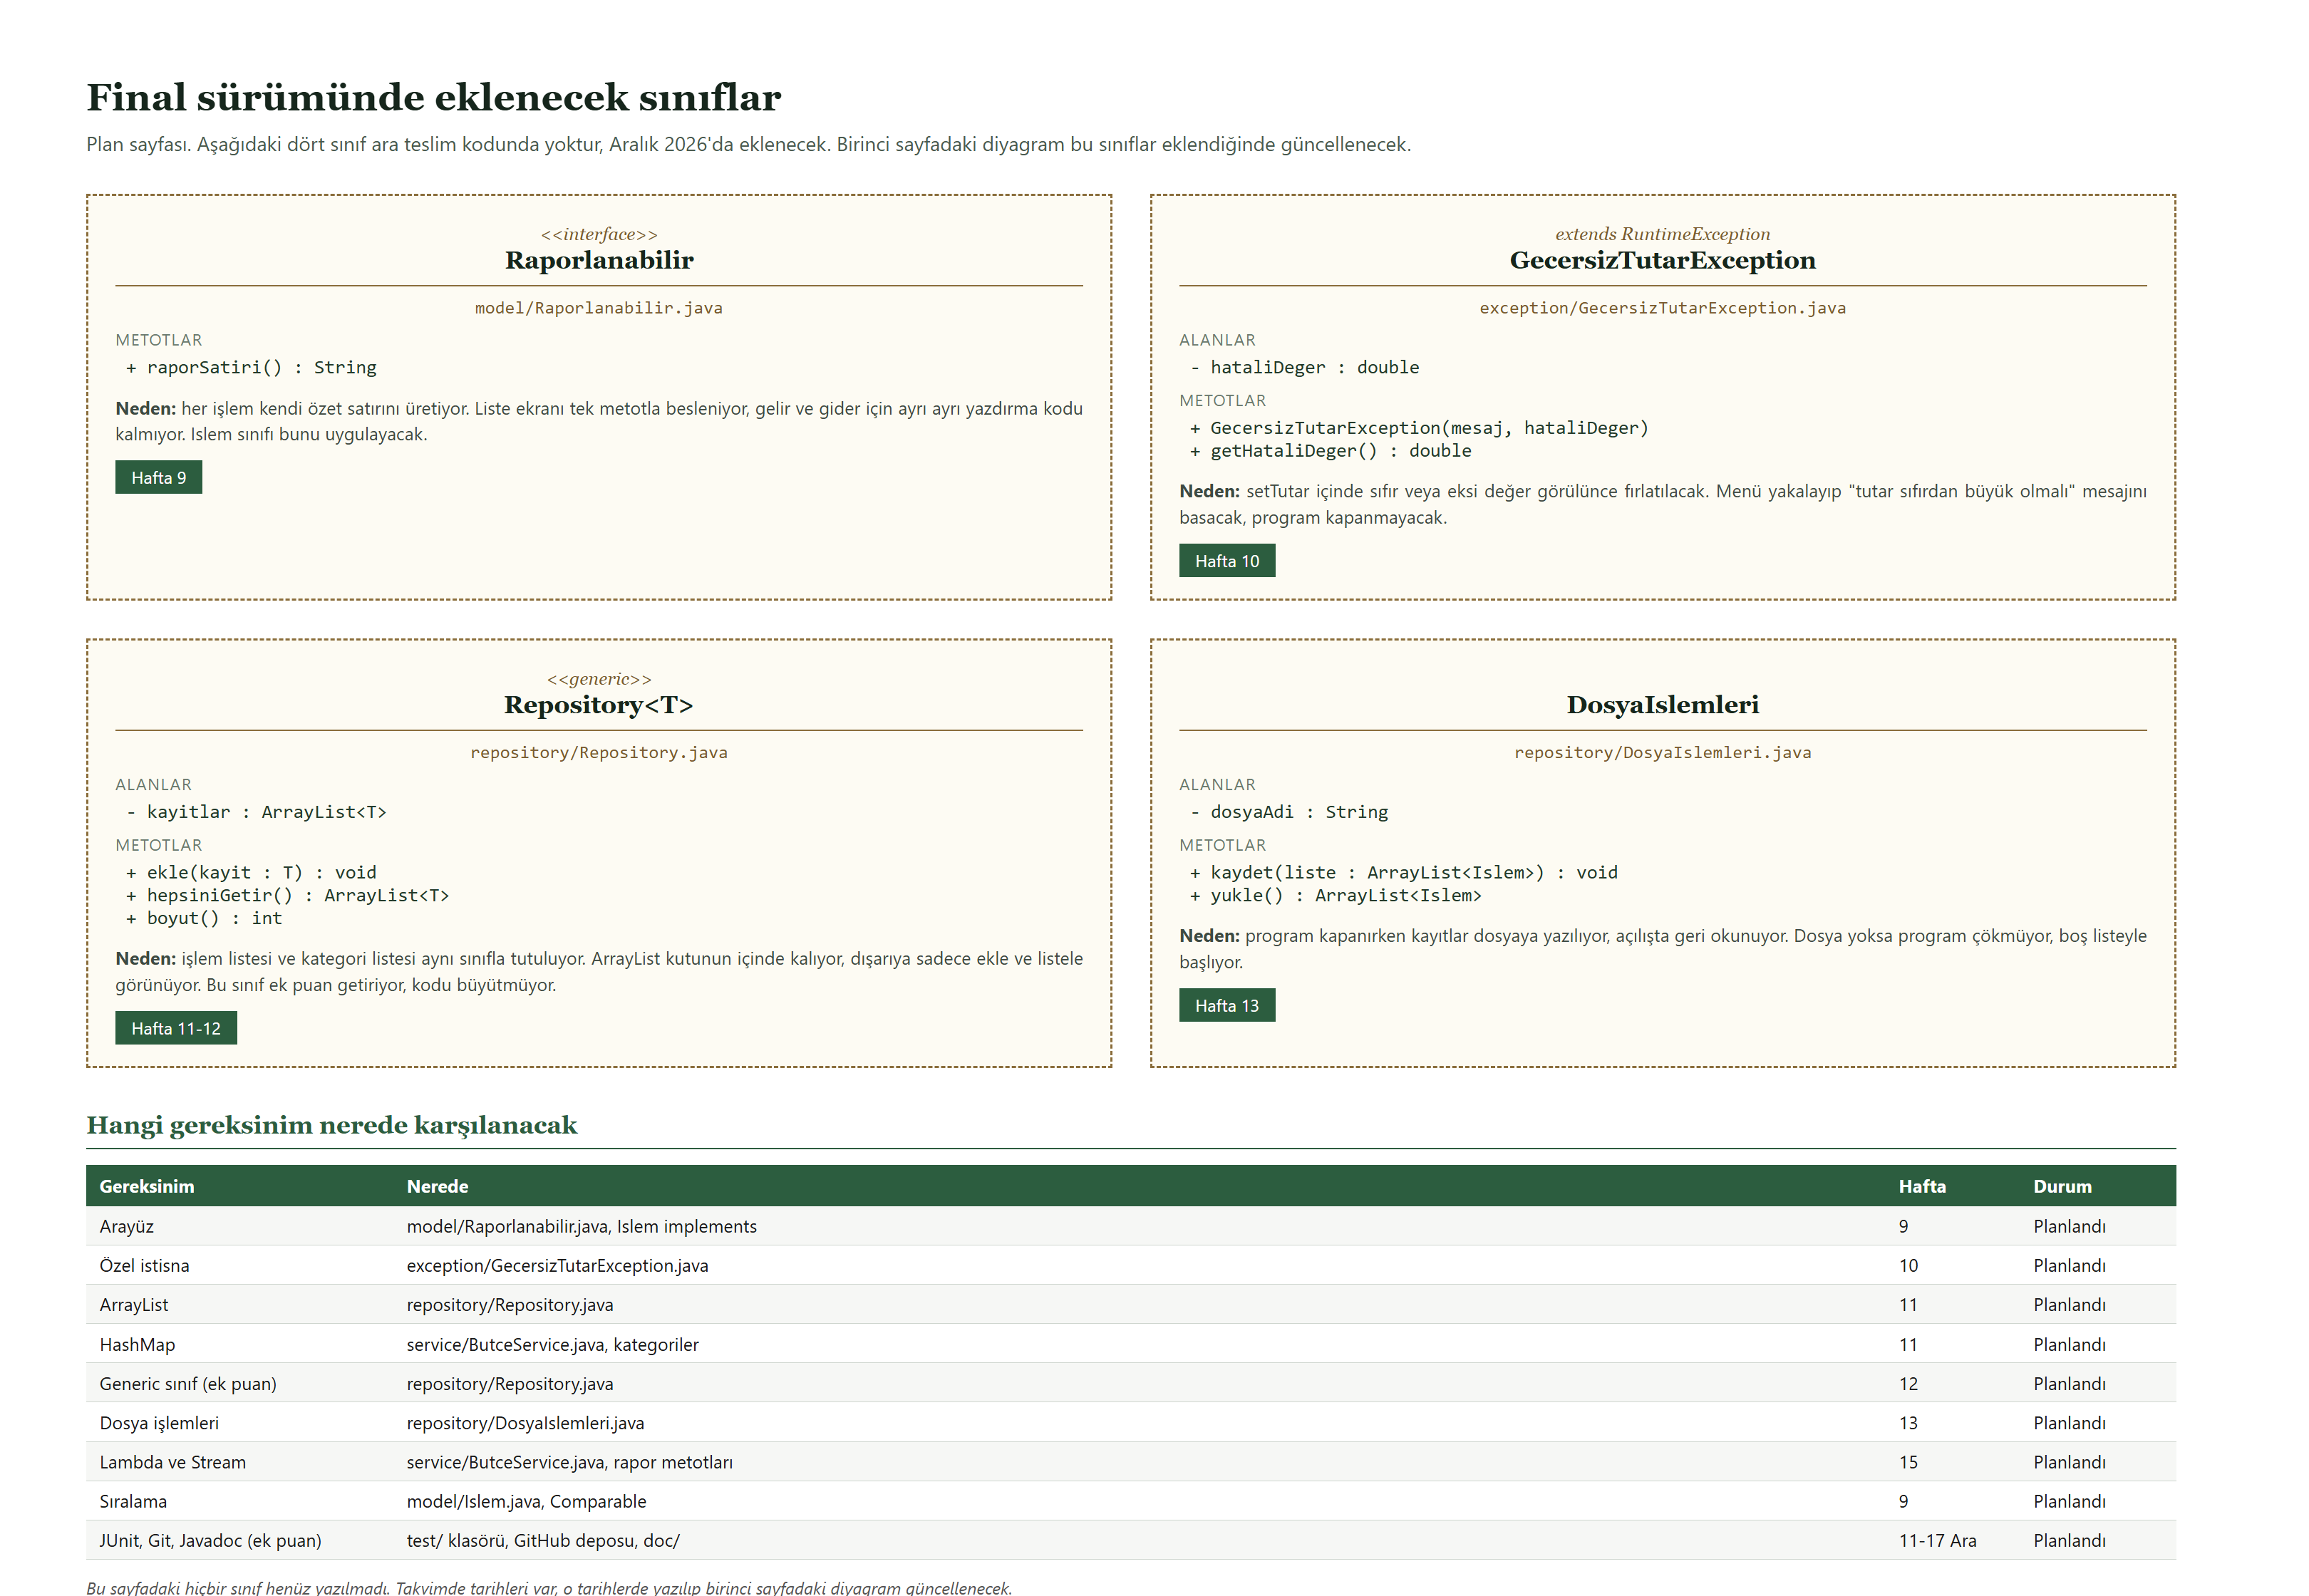 Final sürümünde eklenecek sınıflar
Plan sayfası. Aşağıdaki dört sınıf ara teslim kodunda yoktur, Aralık 2026'da eklenecek. Birinci sayfadaki diyagram bu sınıflar eklendiğinde güncellenecek.
<<interface>>
Raporlanabilir
model/Raporlanabilir.java
METOTLAR
+ raporSatiri() : String
Neden: her işlem kendi özet satırını üretiyor. Liste ekranı tek metotla besleniyor, gelir ve gider için ayrı ayrı yazdırma kodu
kalmıyor. Islem sınıfı bunu uygulayacak.
Hafta 9
extends RuntimeException
GecersizTutarException
exception/GecersizTutarException.java
ALANLAR
- hataliDeger : double
METOTLAR
+ GecersizTutarException(mesaj, hataliDeger)
+ getHataliDeger() : double
Neden: setTutar içinde sıfır veya eksi değer görülünce fırlatılacak. Menü yakalayıp "tutar sıfırdan büyük olmalı" mesajını
basacak, program kapanmayacak.
Hafta 10
<<generic>>
Repository<T>
repository/Repository.java
ALANLAR
- kayitlar : ArrayList<T>
METOTLAR
+ ekle(kayit : T) : void
+ hepsiniGetir() : ArrayList<T>
+ boyut() : int
Neden: işlem listesi ve kategori listesi aynı sınıfla tutuluyor. ArrayList kutunun içinde kalıyor, dışarıya sadece ekle ve listele
görünüyor. Bu sınıf ek puan getiriyor, kodu büyütmüyor.
Hafta 11-12
DosyaIslemleri
repository/DosyaIslemleri.java
ALANLAR
- dosyaAdi : String
METOTLAR
+ kaydet(liste : ArrayList<Islem>) : void
+ yukle() : ArrayList<Islem>
Neden: program kapanırken kayıtlar dosyaya yazılıyor, açılışta geri okunuyor. Dosya yoksa program çökmüyor, boş listeyle
başlıyor.
Hafta 13
Hangi gereksinim nerede karşılanacak
Gereksinim Nerede Hafta Durum
Arayüz model/Raporlanabilir.java, Islem implements 9 Planlandı
Özel istisna exception/GecersizTutarException.java 10 Planlandı
ArrayList repository/Repository.java 11 Planlandı
HashMap service/ButceService.java, kategoriler 11 Planlandı
Generic sınıf (ek puan) repository/Repository.java 12 Planlandı
Dosya işlemleri repository/DosyaIslemleri.java 13 Planlandı
Lambda ve Stream service/ButceService.java, rapor metotları 15 Planlandı
Sıralama model/Islem.java, Comparable 9 Planlandı
JUnit, Git, Javadoc (ek puan) test/ klasörü, GitHub deposu, doc/ 11-17 Ara Planlandı
Bu sayfadaki hiçbir sınıf henüz yazılmadı. Takvimde tarihleri var, o tarihlerde yazılıp birinci sayfadaki diyagram güncellenecek.